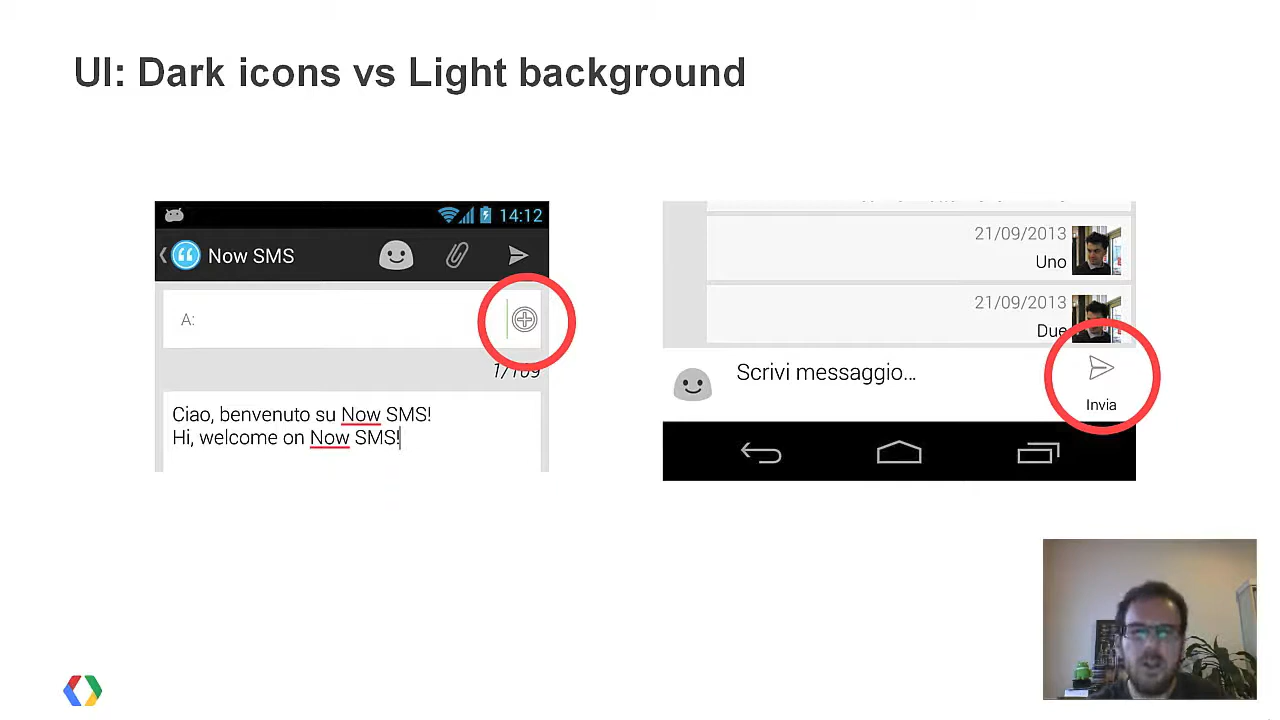 UI: Dark icons vs Light background
14:12
Now SMS
A:
1/109
Ciao, benvenuto su Now SMS!
Hi, welcome on Now SMS!
21/09/2013
Uno
21/09/2013
Due
Scrivi messaggio...
Invia